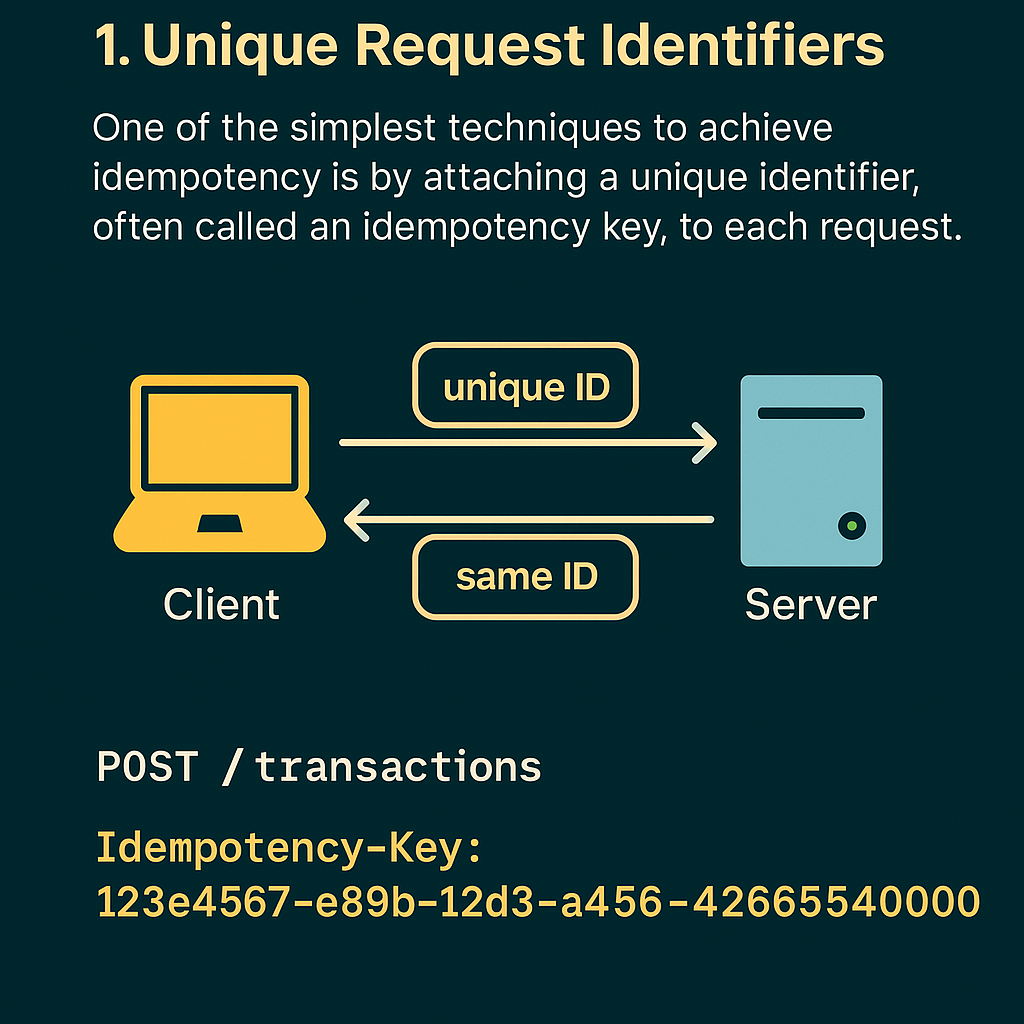 1. Unique Request Identifiers
One of the simplest techniques to achieve
idempotency is by attaching a unique identifier,
often called an idempotency key, to each request.
unique ID
same ID
Client
Server
POST /transactions
Idempotency-Key:
123e4567-e89b-12d3-a456-42665540000